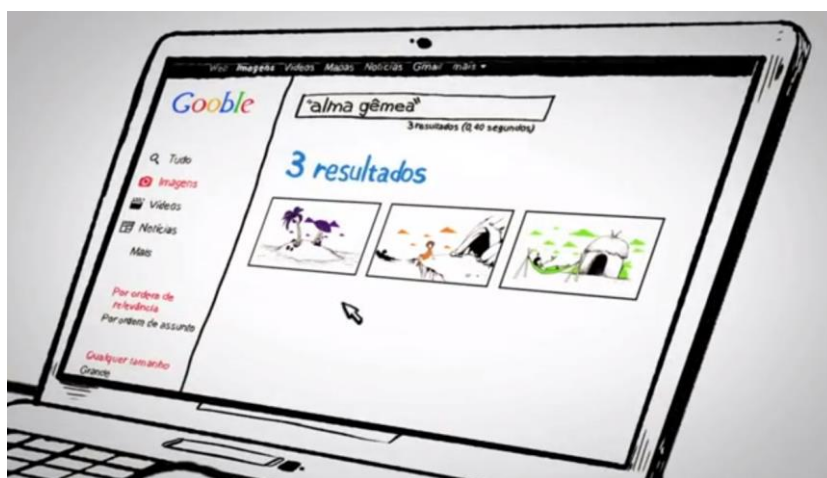 Web Imagens Vídeos Mapas Notícias Gmail mais
Gooble
"alma gêmea"
3 resultados (0,40 segundos)
3 resultados
Tudo
Imagens
Vídeos
Notícias
Mais
Por ordem de
relevância
Por ordem de assunto
Qualquer tamanho
Grande